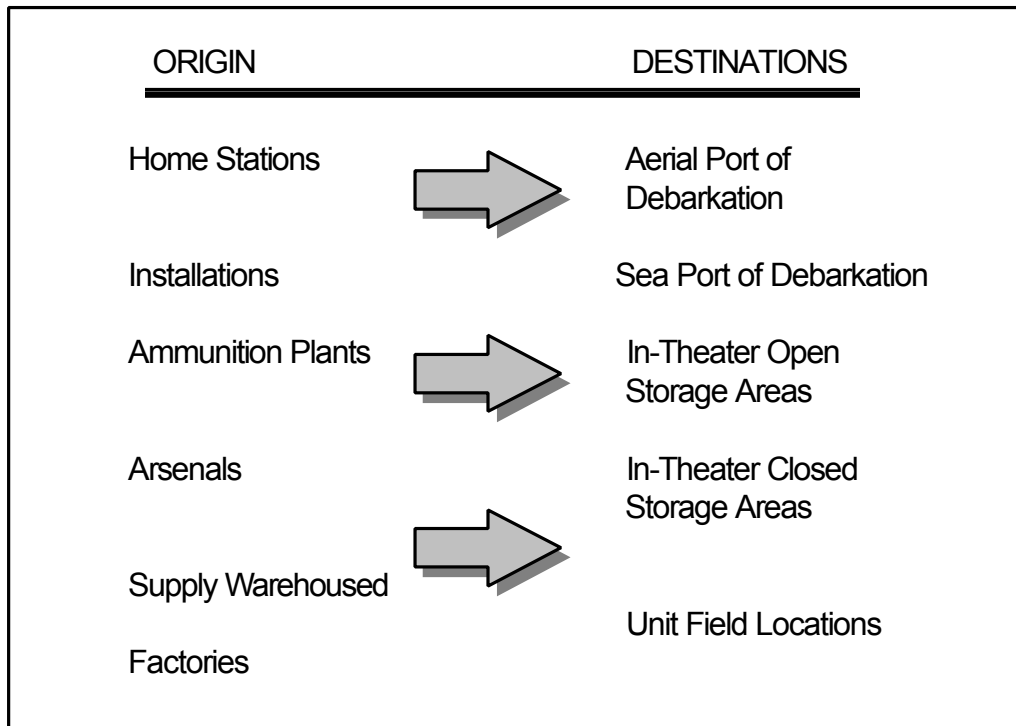 ORIGIN
DESTINATIONS
Home Stations
Aerial Port of
Debarkation
Installations
Sea Port of Debarkation
Ammunition Plants
In-Theater Open
Storage Areas
Arsenals
In-Theater Closed
Storage Areas
Supply Warehoused
Unit Field Locations
Factories